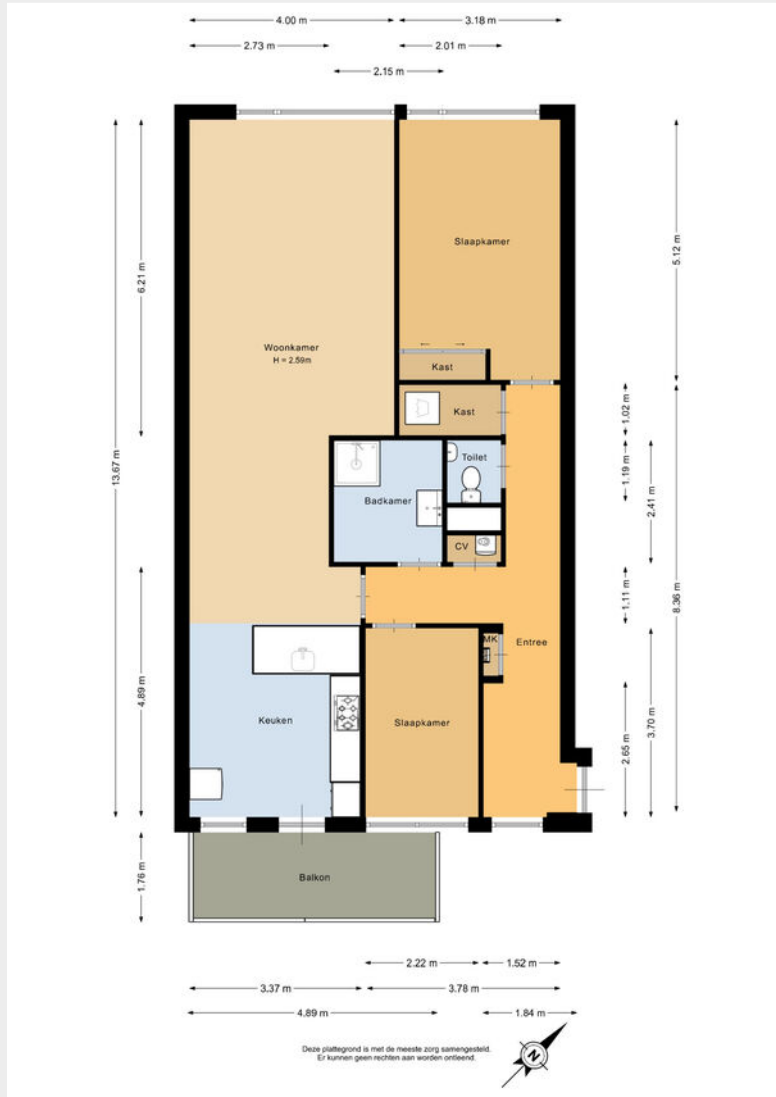 4.00 m
3.18 m
2.73 m
2.01 m
2.15 m
Slaapkamer
5.12 m
6.21 m
Woonkamer
H = 2.59m
Kast
Kast
1.02 m
13.67 m
Toilet
1.19 m
Badkamer
2.41 m
CV
1.11 m
8.36 m
MK
Entree
4.89 m
Keuken
Slaapkamer
3.70 m
2.65 m
1.76 m
Balkon
2.22 m
1.52 m
3.37 m
3.78 m
4.89 m
1.84 m
Deze plattegrond is met de meeste zorg samengesteld.
Er kunnen geen rechten aan worden ontleend.
N